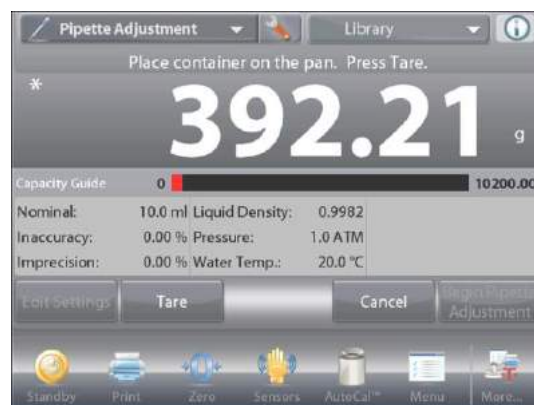 Pipette Adjustment Library
Place container on the pan. Press Tare.
*
392.21 g
Capacity Guide 0 10200.00
Nominal: 10.0 ml Liquid Density: 0.9982
Inaccuracy: 0.00 % Pressure: 1.0 ATM
Imprecision: 0.00 % Water Temp.: 20.0 °C
Edit Settings Tare Cancel Begin Pipette
Adjustment
Standby Print Zero Sensors AutoCal™ Menu More...